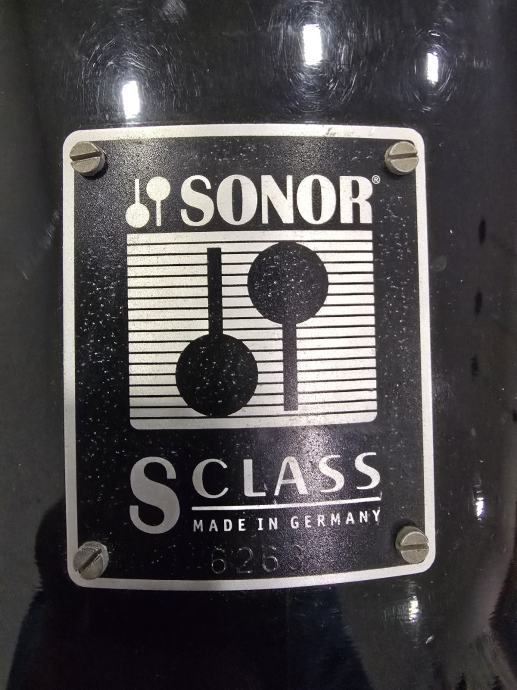 SONOR®
S CLASS
MADE IN GERMANY
6263